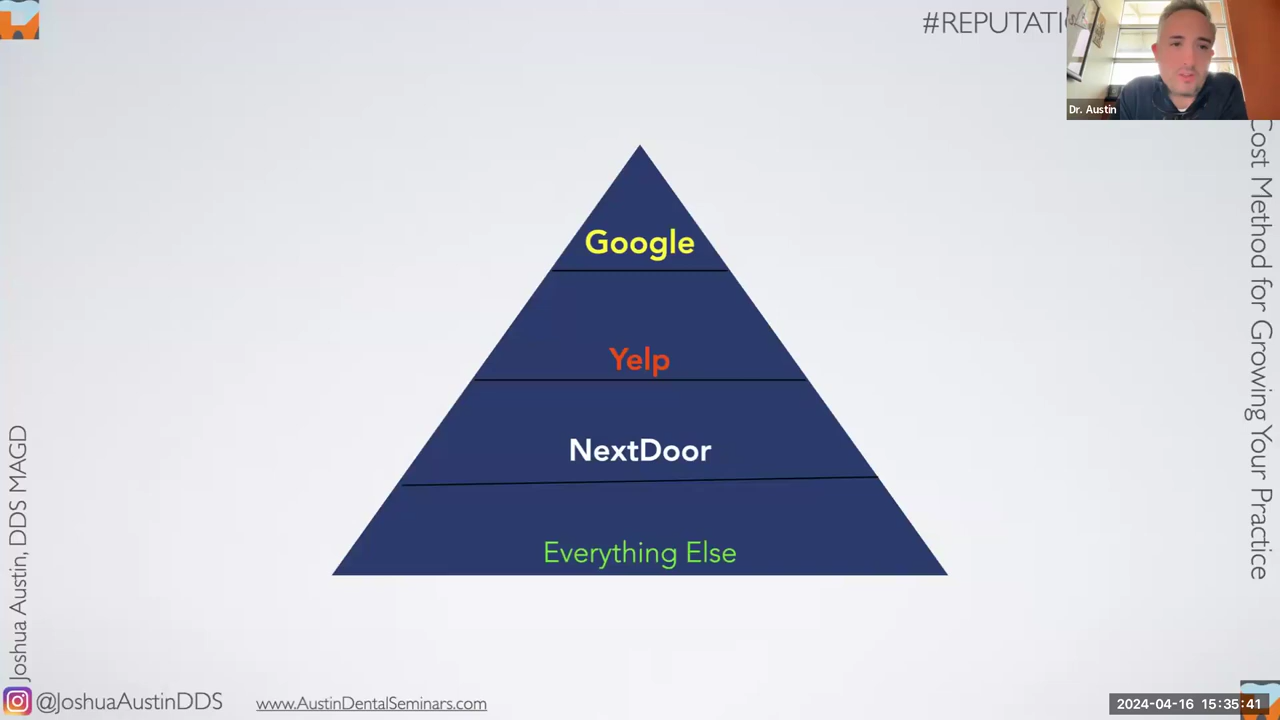 #REPUTATI
Dr. Austin
Google
Yelp
NextDoor
Everything Else
Cost Method for Growing Your Practice
Joshua Austin, DDS MAGD
@JoshuaAustinDDS
www.AustinDentalSeminars.com
2024-04-16 15:35:41